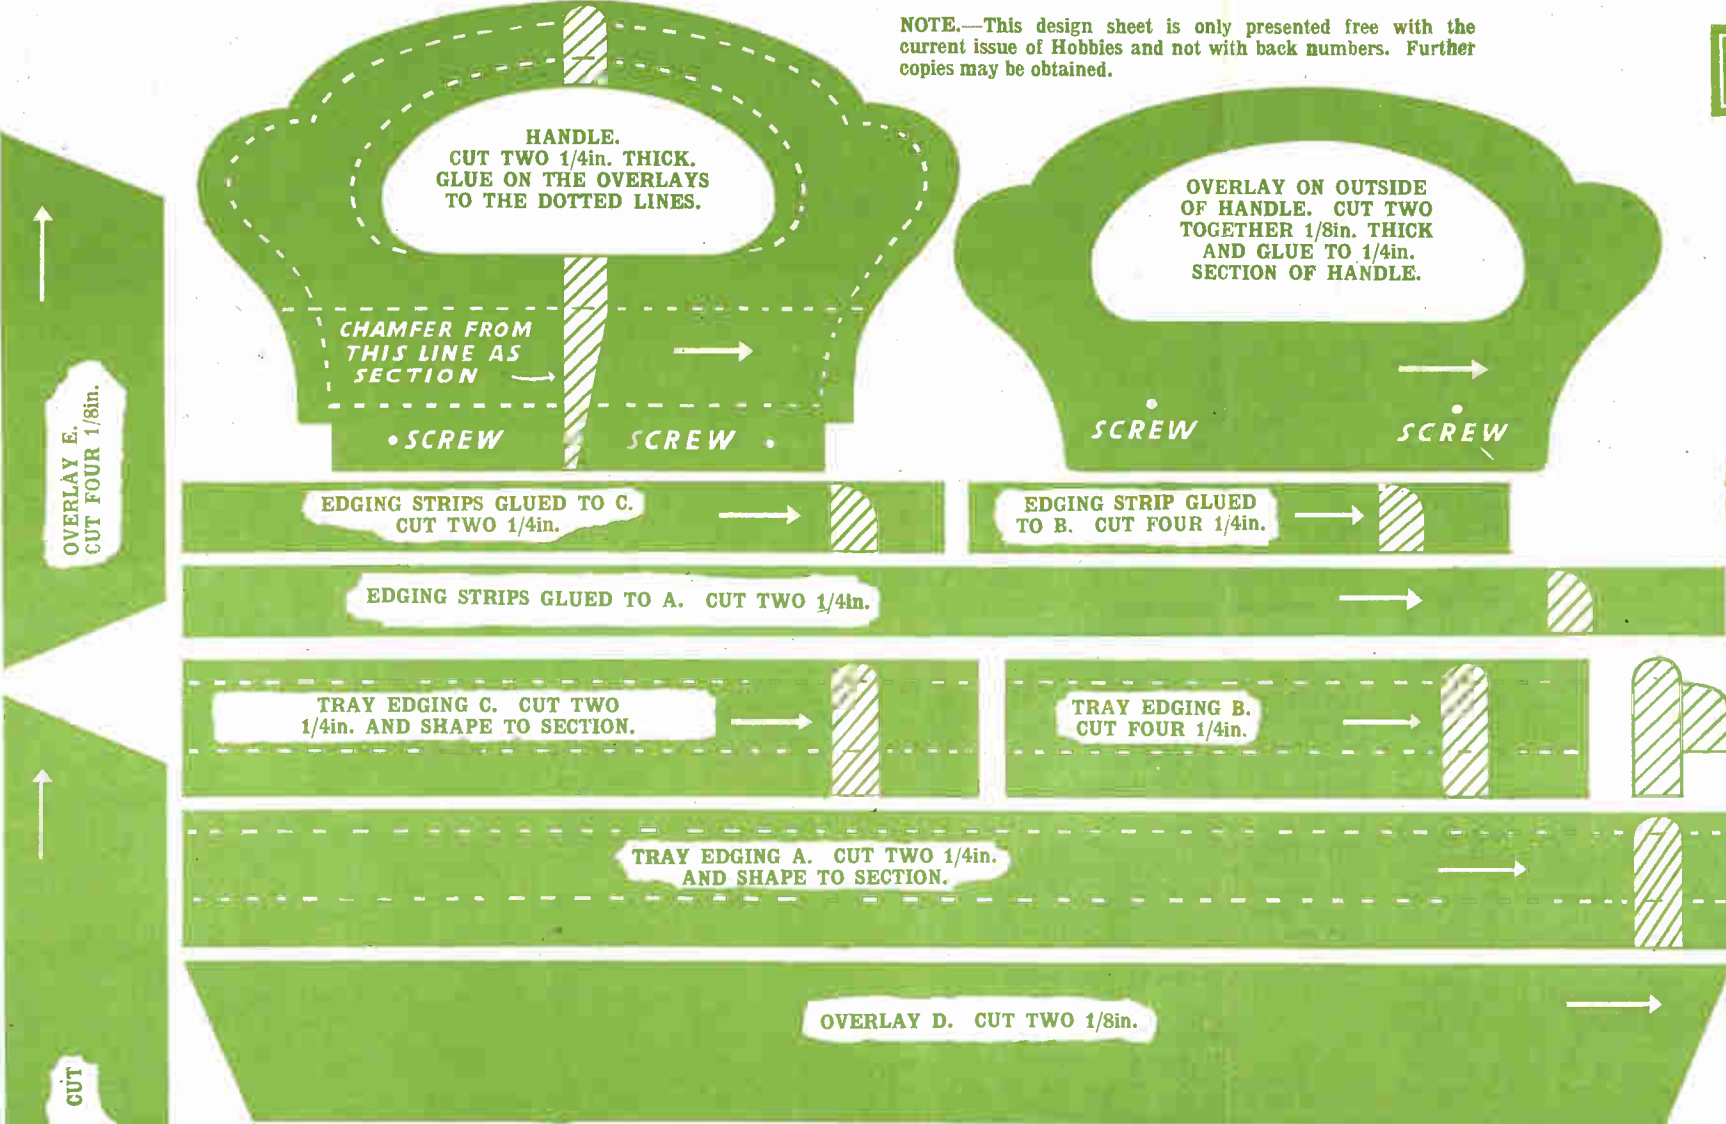 NOTE.—This design sheet is only presented free with the
current issue of Hobbies and not with back numbers. Further
copies may be obtained.
HANDLE.
CUT TWO 1/4in. THICK.
GLUE ON THE OVERLAYS
TO THE DOTTED LINES.
OVERLAY ON OUTSIDE
OF HANDLE. CUT TWO
TOGETHER 1/8in. THICK
AND GLUE TO 1/4in.
SECTION OF HANDLE.
CHAMFER FROM
THIS LINE AS
SECTION
SCREW
SCREW
SCREW
SCREW
OVERLAY E.
CUT FOUR 1/8in.
EDGING STRIPS GLUED TO C.
CUT TWO 1/4in.
EDGING STRIP GLUED
TO B. CUT FOUR 1/4in.
EDGING STRIPS GLUED TO A. CUT TWO 1/4in.
TRAY EDGING C. CUT TWO
1/4in. AND SHAPE TO SECTION.
TRAY EDGING B.
CUT FOUR 1/4in.
TRAY EDGING A. CUT TWO 1/4in.
AND SHAPE TO SECTION.
OVERLAY D. CUT TWO 1/8in.
CUT